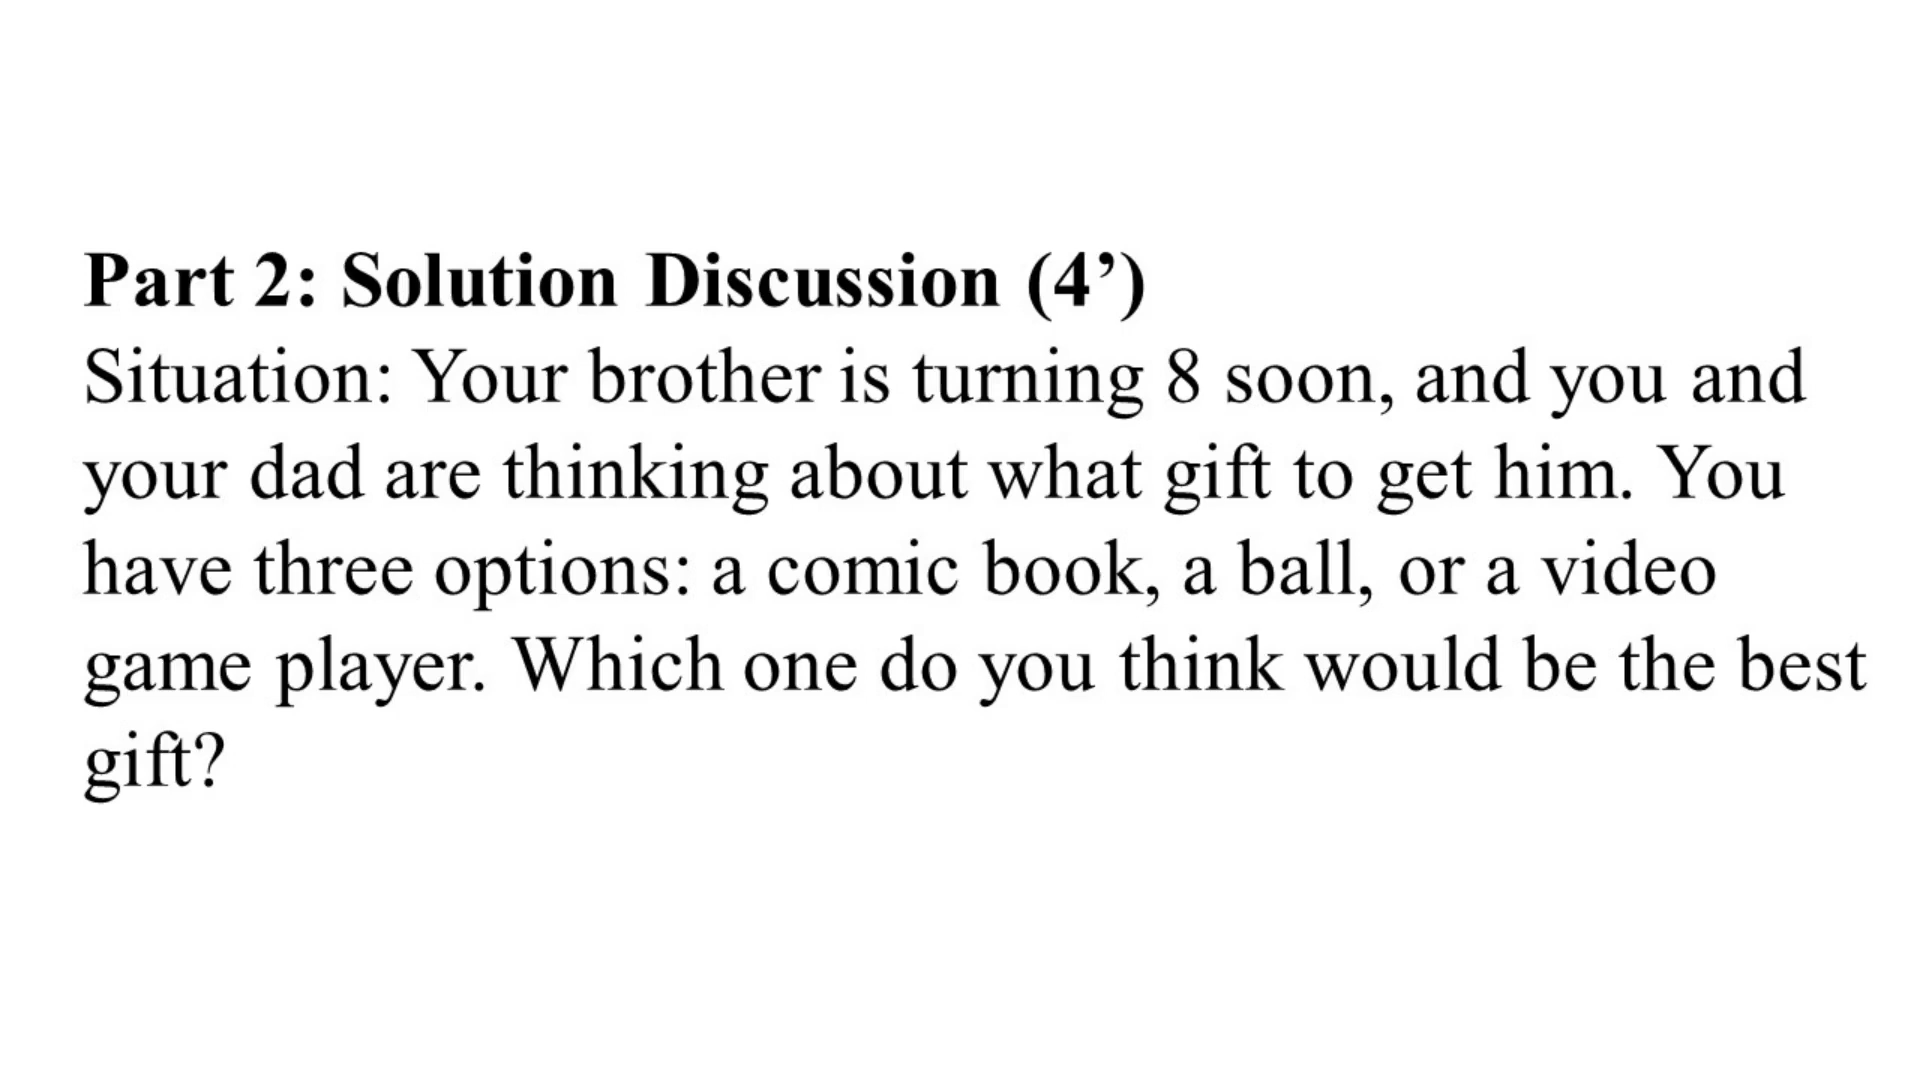 Part 2: Solution Discussion (4’)
Situation: Your brother is turning 8 soon, and you and
your dad are thinking about what gift to get him. You
have three options: a comic book, a ball, or a video
game player. Which one do you think would be the best
gift?